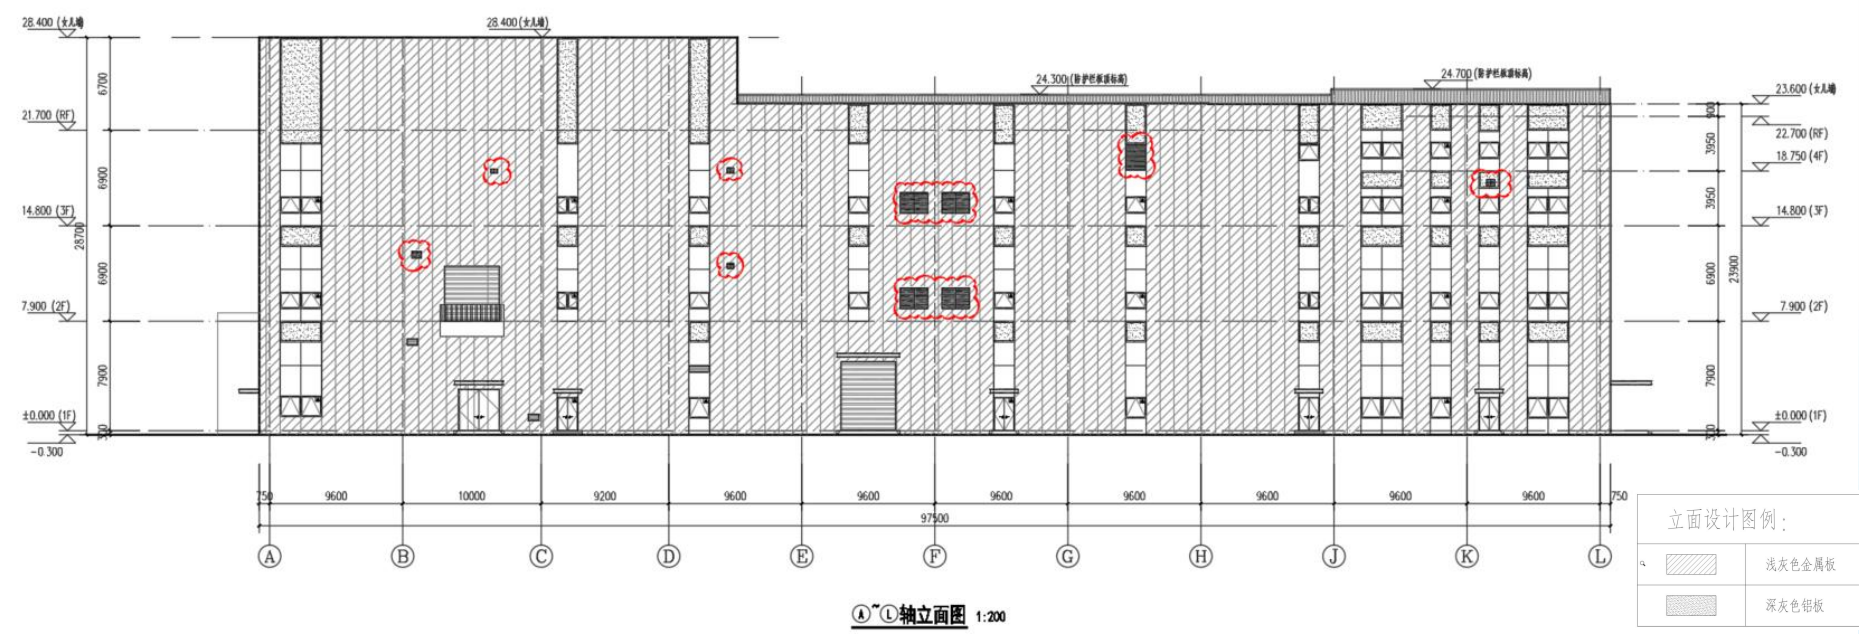 28.400 (女儿墙)
28.400 (女儿墙)
24.300 (防护栏板顶标高)
24.700 (防护栏板顶标高)
23.600 (女儿墙)
6700
900
21.700 (RF)
22.700 (RF)
3950
18.750 (4F)
6900
3950
14.800 (3F)
14.800 (3F)
28700
6900
6900
23900
7.900 (2F)
7.900 (2F)
7900
7900
±0.000 (1F)
±0.000 (1F)
300
300
-0.300
-0.300
750 9600 10000 9200 9600 9600 9600 9600 9600 9600 9600 750
97500
A B C D E F G H J K L
立面设计图例：
浅灰色金属板
深灰色铝板
A~L轴立面图 1:200